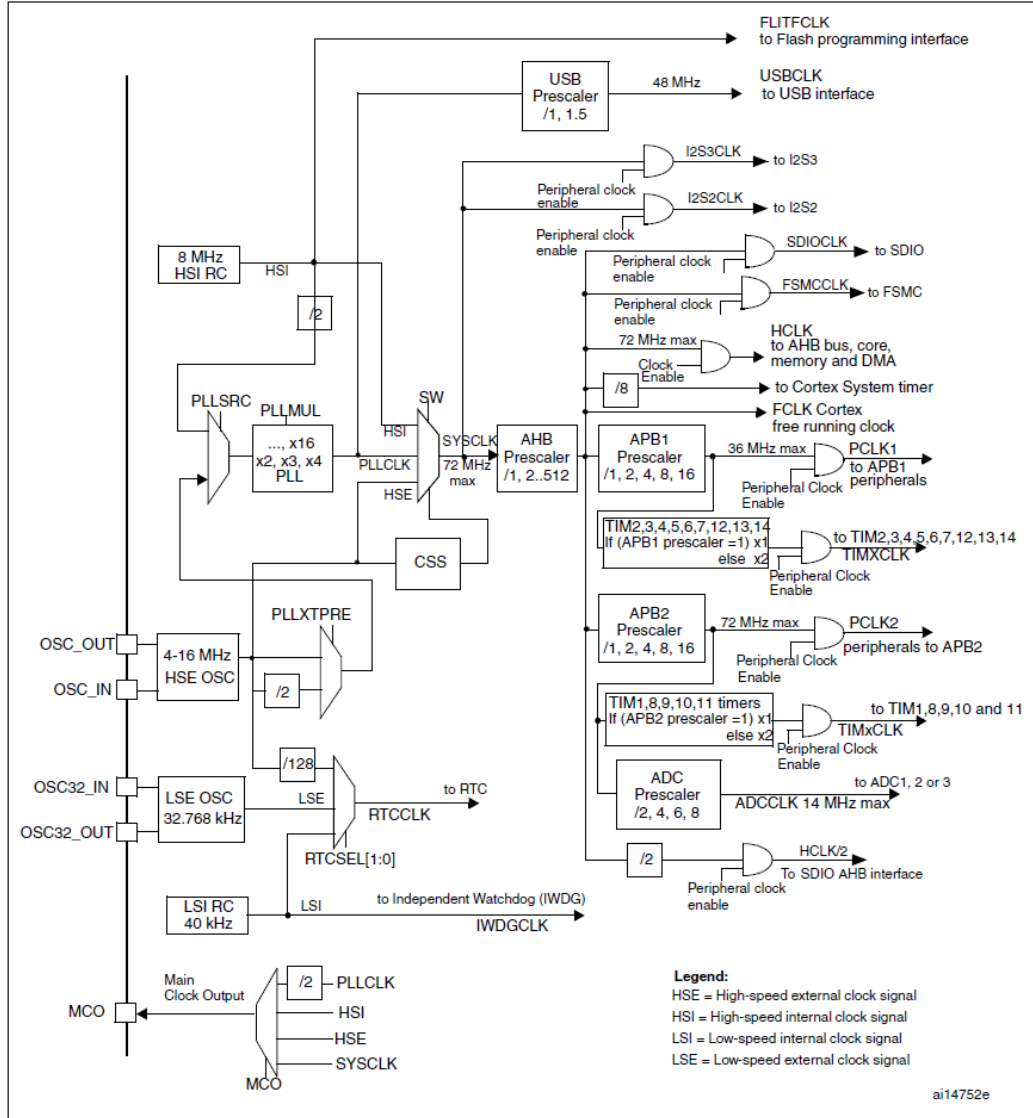 FLITFCLK
to Flash programming interface
USB
Prescaler
/1, 1.5
48 MHz
USBCLK
to USB interface
I2S3CLK
to I2S3
Peripheral clock
enable
I2S2CLK
to I2S2
Peripheral clock
enable
SDIOCLK
to SDIO
Peripheral clock
enable
FSMCCLK
to FSMC
Peripheral clock
enable
8 MHz
HSI RC
HSI
/2
HCLK
to AHB bus, core,
memory and DMA
72 MHz max
Clock
Enable
/8
to Cortex System timer
FCLK Cortex
free running clock
PLLSRC
PLLMUL
..., x16
x2, x3, x4
PLL
SW
HSI
PLLCLK
HSE
SYSCLK
72 MHz
max
AHB
Prescaler
/1, 2..512
APB1
Prescaler
/1, 2, 4, 8, 16
36 MHz max
PCLK1
to APB1
peripherals
Peripheral Clock
Enable
TIM2,3,4,5,6,7,12,13,14
If (APB1 prescaler =1) x1
else x2
to TIM2,3,4,5,6,7,12,13,14
TIMXCLK
Peripheral Clock
Enable
CSS
PLLXTPRE
OSC_OUT
OSC_IN
4-16 MHz
HSE OSC
/2
APB2
Prescaler
/1, 2, 4, 8, 16
72 MHz max
PCLK2
peripherals to APB2
Peripheral Clock
Enable
TIM1,8,9,10,11 timers
If (APB2 prescaler =1) x1
else x2
to TIM1,8,9,10 and 11
TIMxCLK
Peripheral Clock
Enable
/128
OSC32_IN
OSC32_OUT
LSE OSC
32.768 kHz
LSE
to RTC
RTCCLK
RTCSEL[1:0]
ADC
Prescaler
/2, 4, 6, 8
to ADC1, 2 or 3
ADCCLK 14 MHz max
/2
HCLK/2
To SDIO AHB interface
Peripheral clock
enable
LSI RC
40 kHz
LSI
to Independent Watchdog (IWDG)
IWDGCLK
MCO
Main
Clock Output
/2
PLLCLK
HSI
HSE
SYSCLK
MCO
Legend:
HSE = High-speed external clock signal
HSI = High-speed internal clock signal
LSI = Low-speed internal clock signal
LSE = Low-speed external clock signal
ai14752e